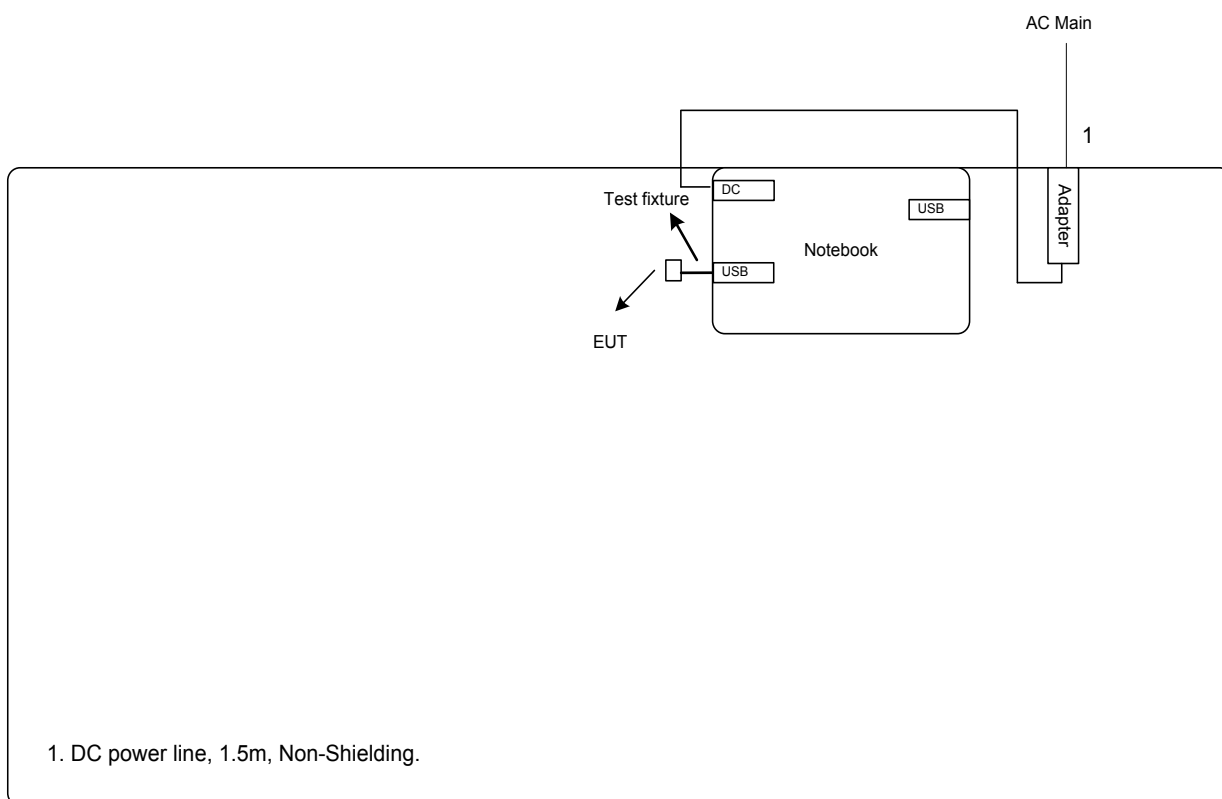 AC Main
1
DC
Test fixture
USB
Adapter
Notebook
USB
EUT
1. DC power line, 1.5m, Non-Shielding.